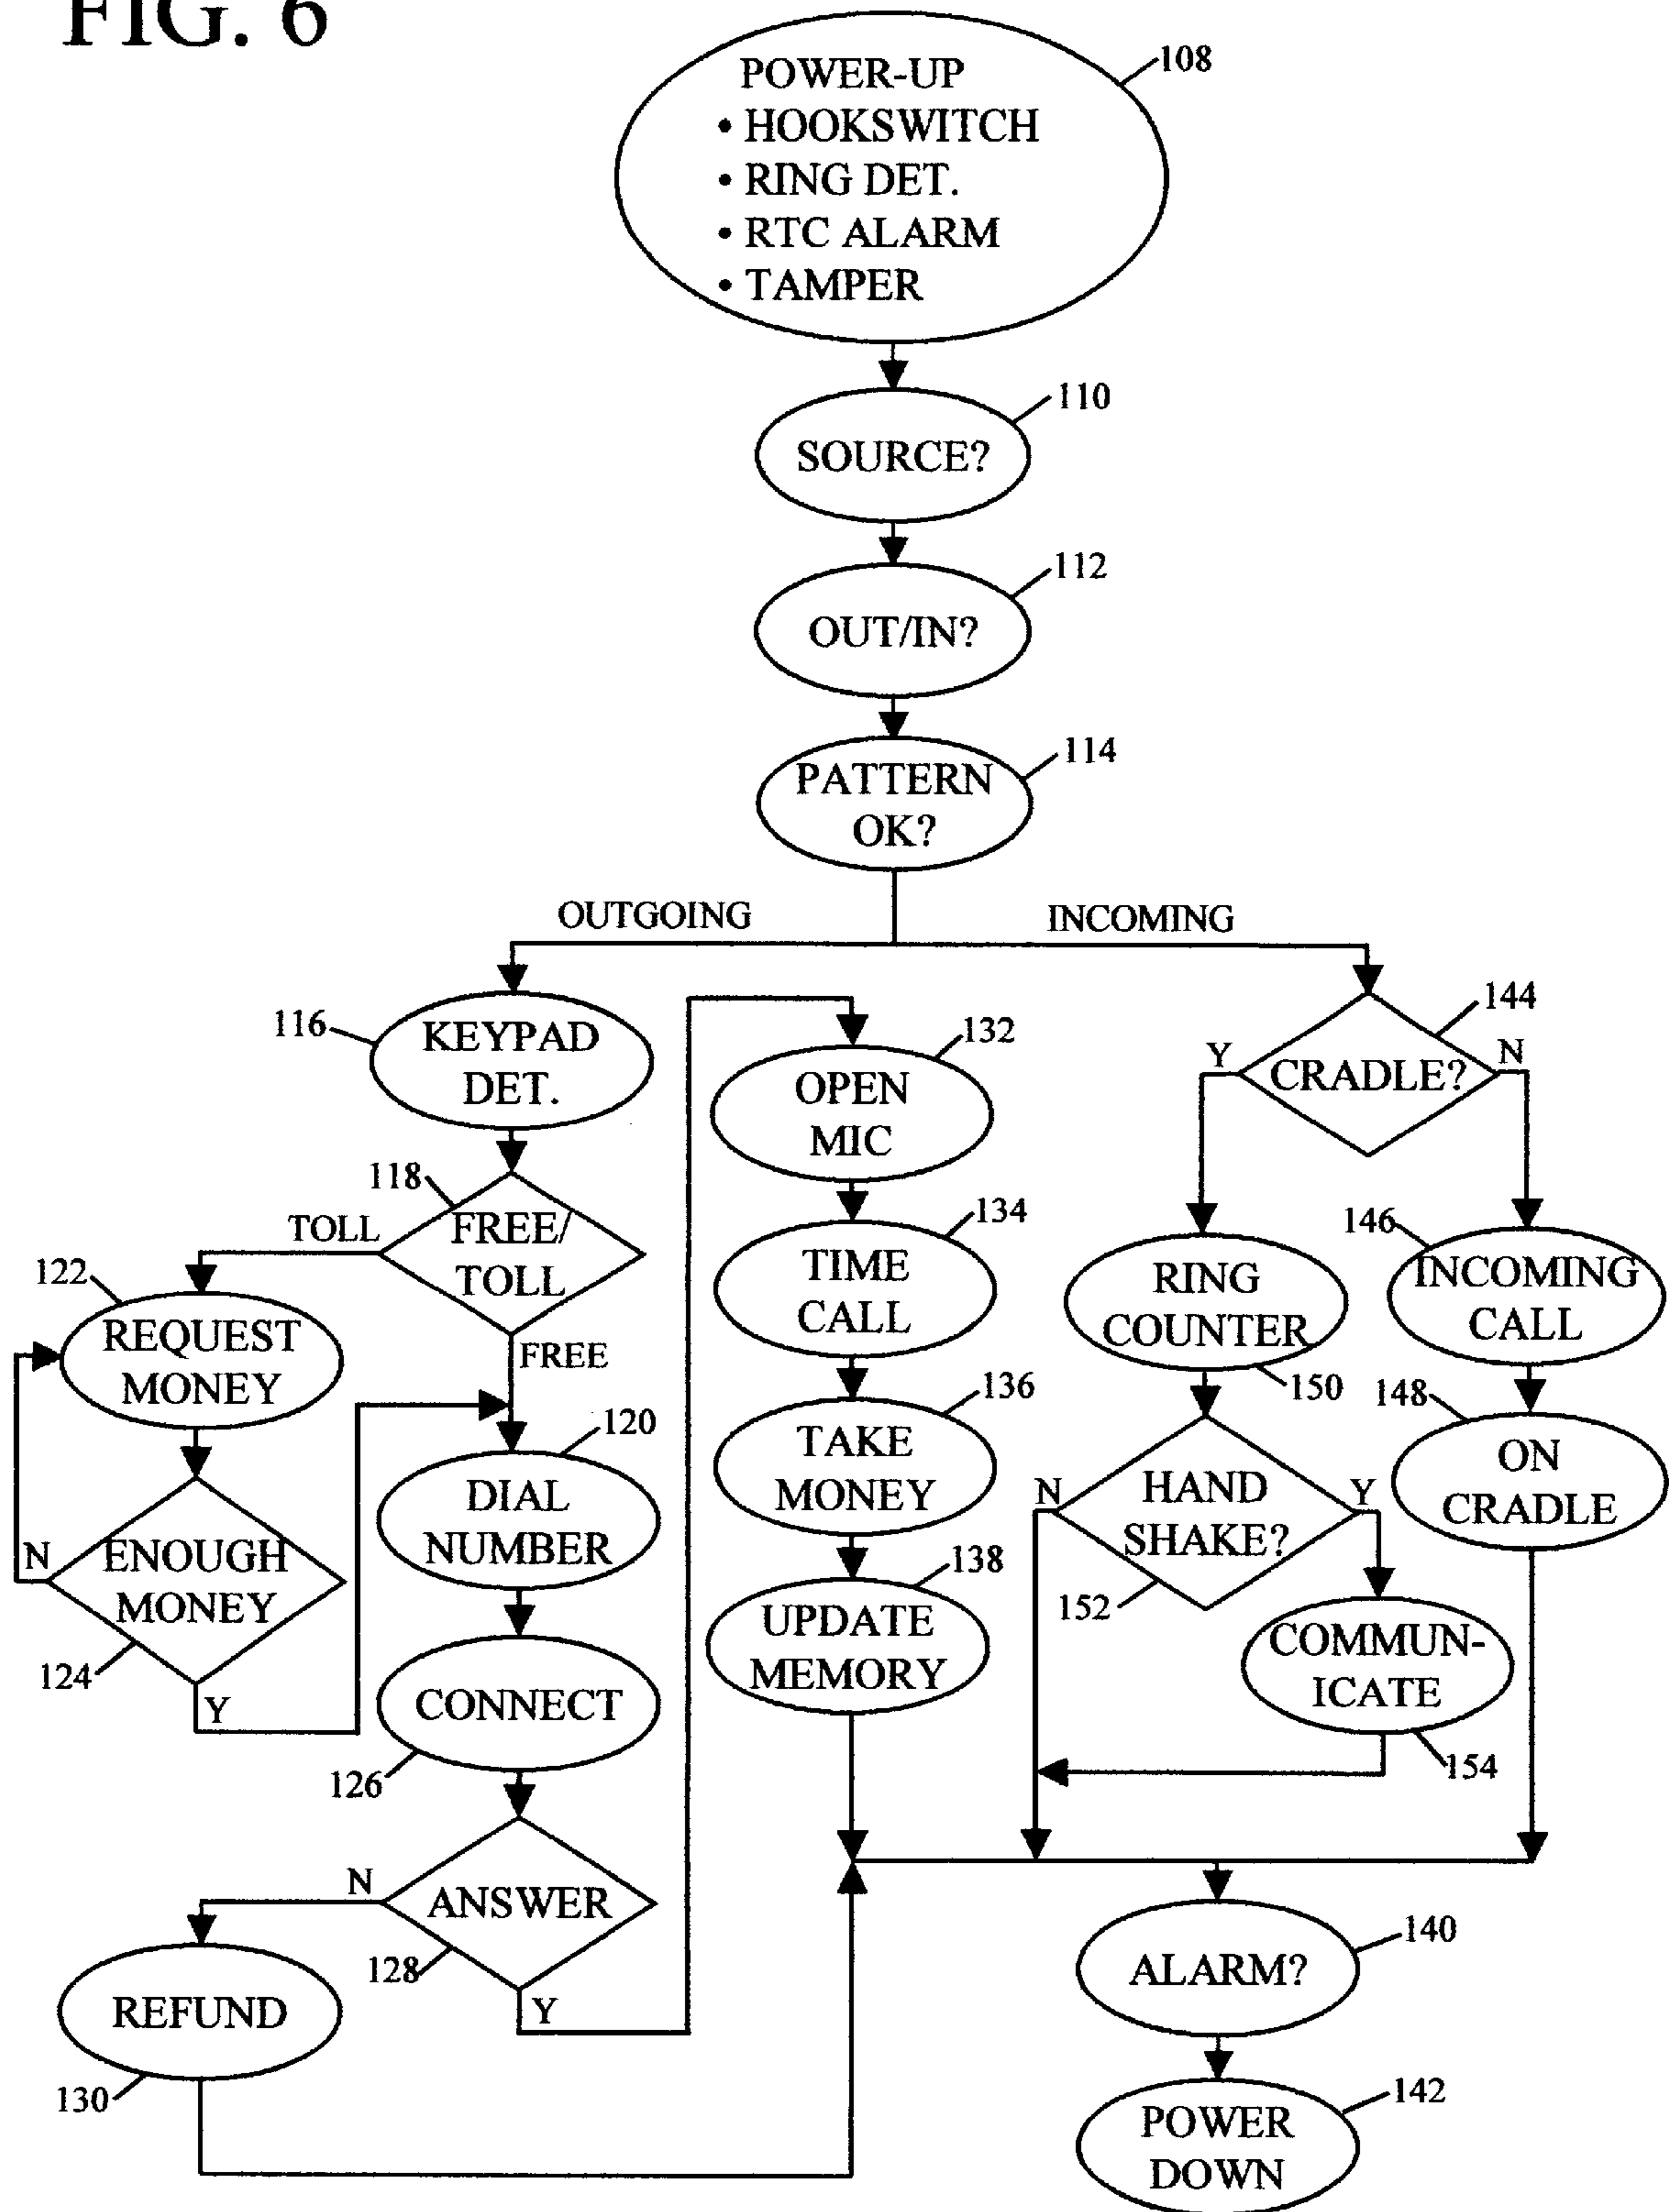 FIG. 6
POWER-UP
• HOOKSWITCH
• RING DET.
• RTC ALARM
• TAMPER
108
SOURCE?
110
OUT/IN?
112
PATTERN
OK?
114
OUTGOING
INCOMING
116
KEYPAD
DET.
118
FREE/
TOLL
TOLL
FREE
122
REQUEST
MONEY
ENOUGH
MONEY
N
124
Y
120
DIAL
NUMBER
CONNECT
126
ANSWER
N
128
Y
REFUND
130
132
OPEN
MIC
134
TIME
CALL
136
TAKE
MONEY
138
UPDATE
MEMORY
144
Y
CRADLE?
N
RING
COUNTER
150
146
INCOMING
CALL
148
ON
CRADLE
N
HAND
SHAKE?
Y
152
COMMUN-
ICATE
154
140
ALARM?
142
POWER
DOWN